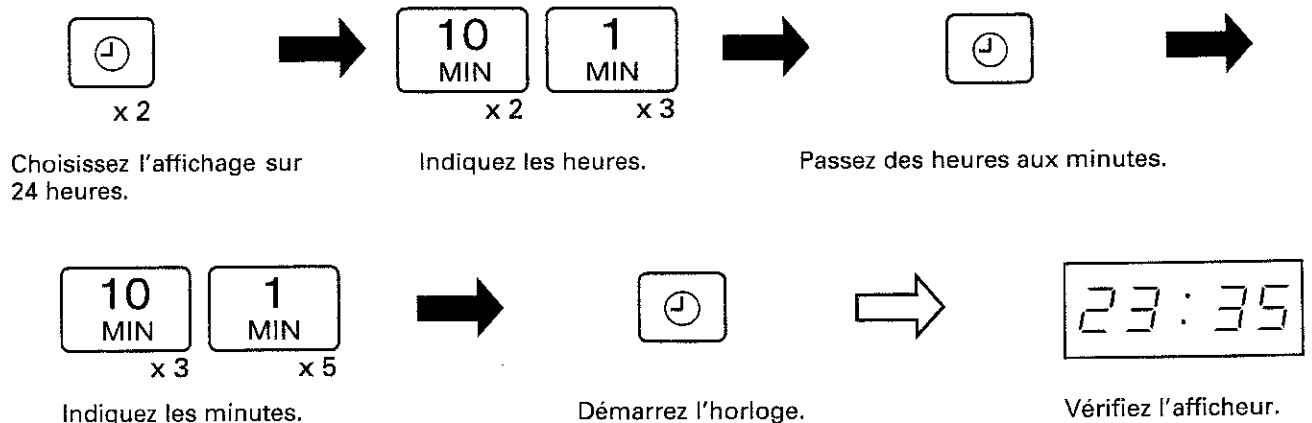 10 MIN
1 MIN
x 2
x 2
x 3
Choisissez l'affichage sur
24 heures.
Indiquez les heures.
Passez des heures aux minutes.
10 MIN
1 MIN
x 3
x 5
23:35
Indiquez les minutes.
Démarrez l'horloge.
Vérifiez l'afficheur.